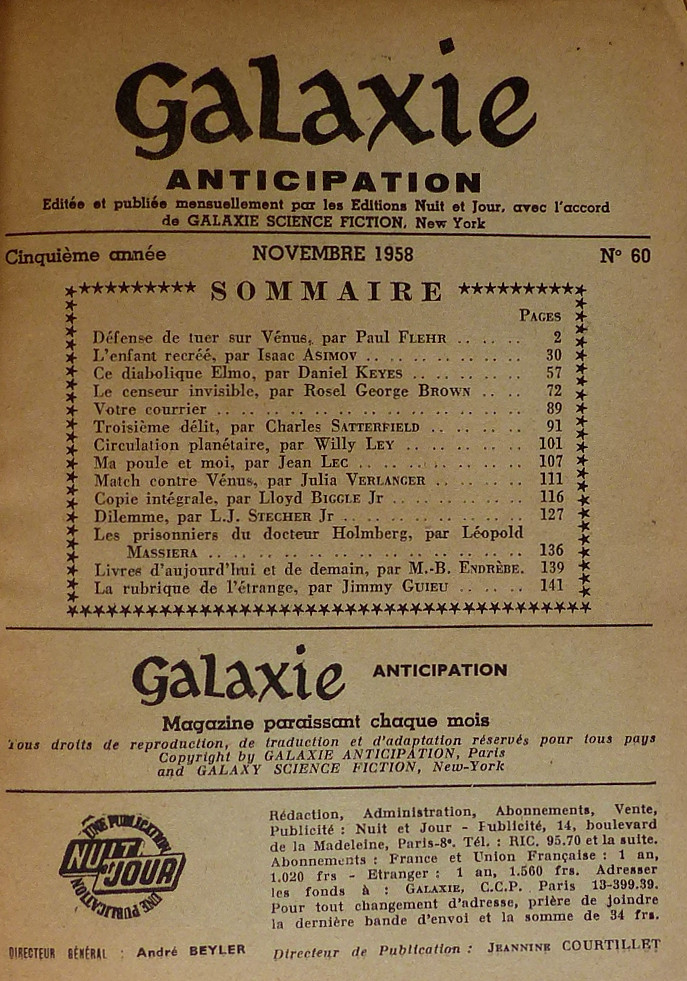 Galaxie
ANTICIPATION
Editée et publiée mensuellement par les Editions Nuit et Jour, avec l'accord
de GALAXIE SCIENCE FICTION, New York
Cinquième année NOVEMBRE 1958 N° 60
********* SOMMAIRE *********
PAGES
Défense de tuer sur Vénus, par Paul FLEHR . . . . . 2
L'enfant recréé, par Isaac ASIMOV . . . . . . . . . . 30
Ce diabolique Elmo, par Daniel KEYES . . . . . . . . 57
Le censeur invisible, par Rosel George BROWN . . . . 72
Votre courrier . . . . . . . . . . . . . . . . . . . 89
Troisième délit, par Charles SATTERFIELD . . . . . . 91
Circulation planétaire, par Willy LEY . . . . . . . . 101
Ma poule et moi, par Jean LEC . . . . . . . . . . . . 107
Match contre Vénus, par Julia VERLANGER . . . . . . 111
Copie intégrale, par Lloyd BIGGLE Jr . . . . . . . . . 116
Dilemme, par L.J. STECHER Jr . . . . . . . . . . . . 127
Les prisonniers du docteur Holmberg, par Léopold
MASSIERA . . . . . . . . . . . . . . . . . . . . . 136
Livres d'aujourd'hui et de demain, par M.-B. ENDRÈBE. 139
La rubrique de l'étrange, par Jimmy GUIEU . . . . . 141
Galaxie ANTICIPATION
Magazine paraissant chaque mois
Tous droits de reproduction, de traduction et d'adaptation réservés pour tous pays
Copyright by GALAXIE ANTICIPATION, Paris
and GALAXY SCIENCE FICTION, New-York
UNE PUBLICATION
NUIT
et JOUR
UNE PUBLICATION
Rédaction, Administration, Abonnements, Vente,
Publicité : Nuit et Jour - Publicité, 14, boulevard
de la Madeleine, Paris-8e. Tél. : RIC. 95.70 et la suite.
Abonnements : France et Union Française : 1 an,
1.020 frs - Etranger : 1 an, 1.560 frs. Adresser
les fonds à : GALAXIE, C.C.P. Paris 13-399.39.
Pour tout changement d'adresse, prière de joindre
la dernière bande d'envoi et la somme de 34 frs.
DIRECTEUR GÉNÉRAL : André BEYLER
Directeur de Publication : JEANNINE COURTILLET